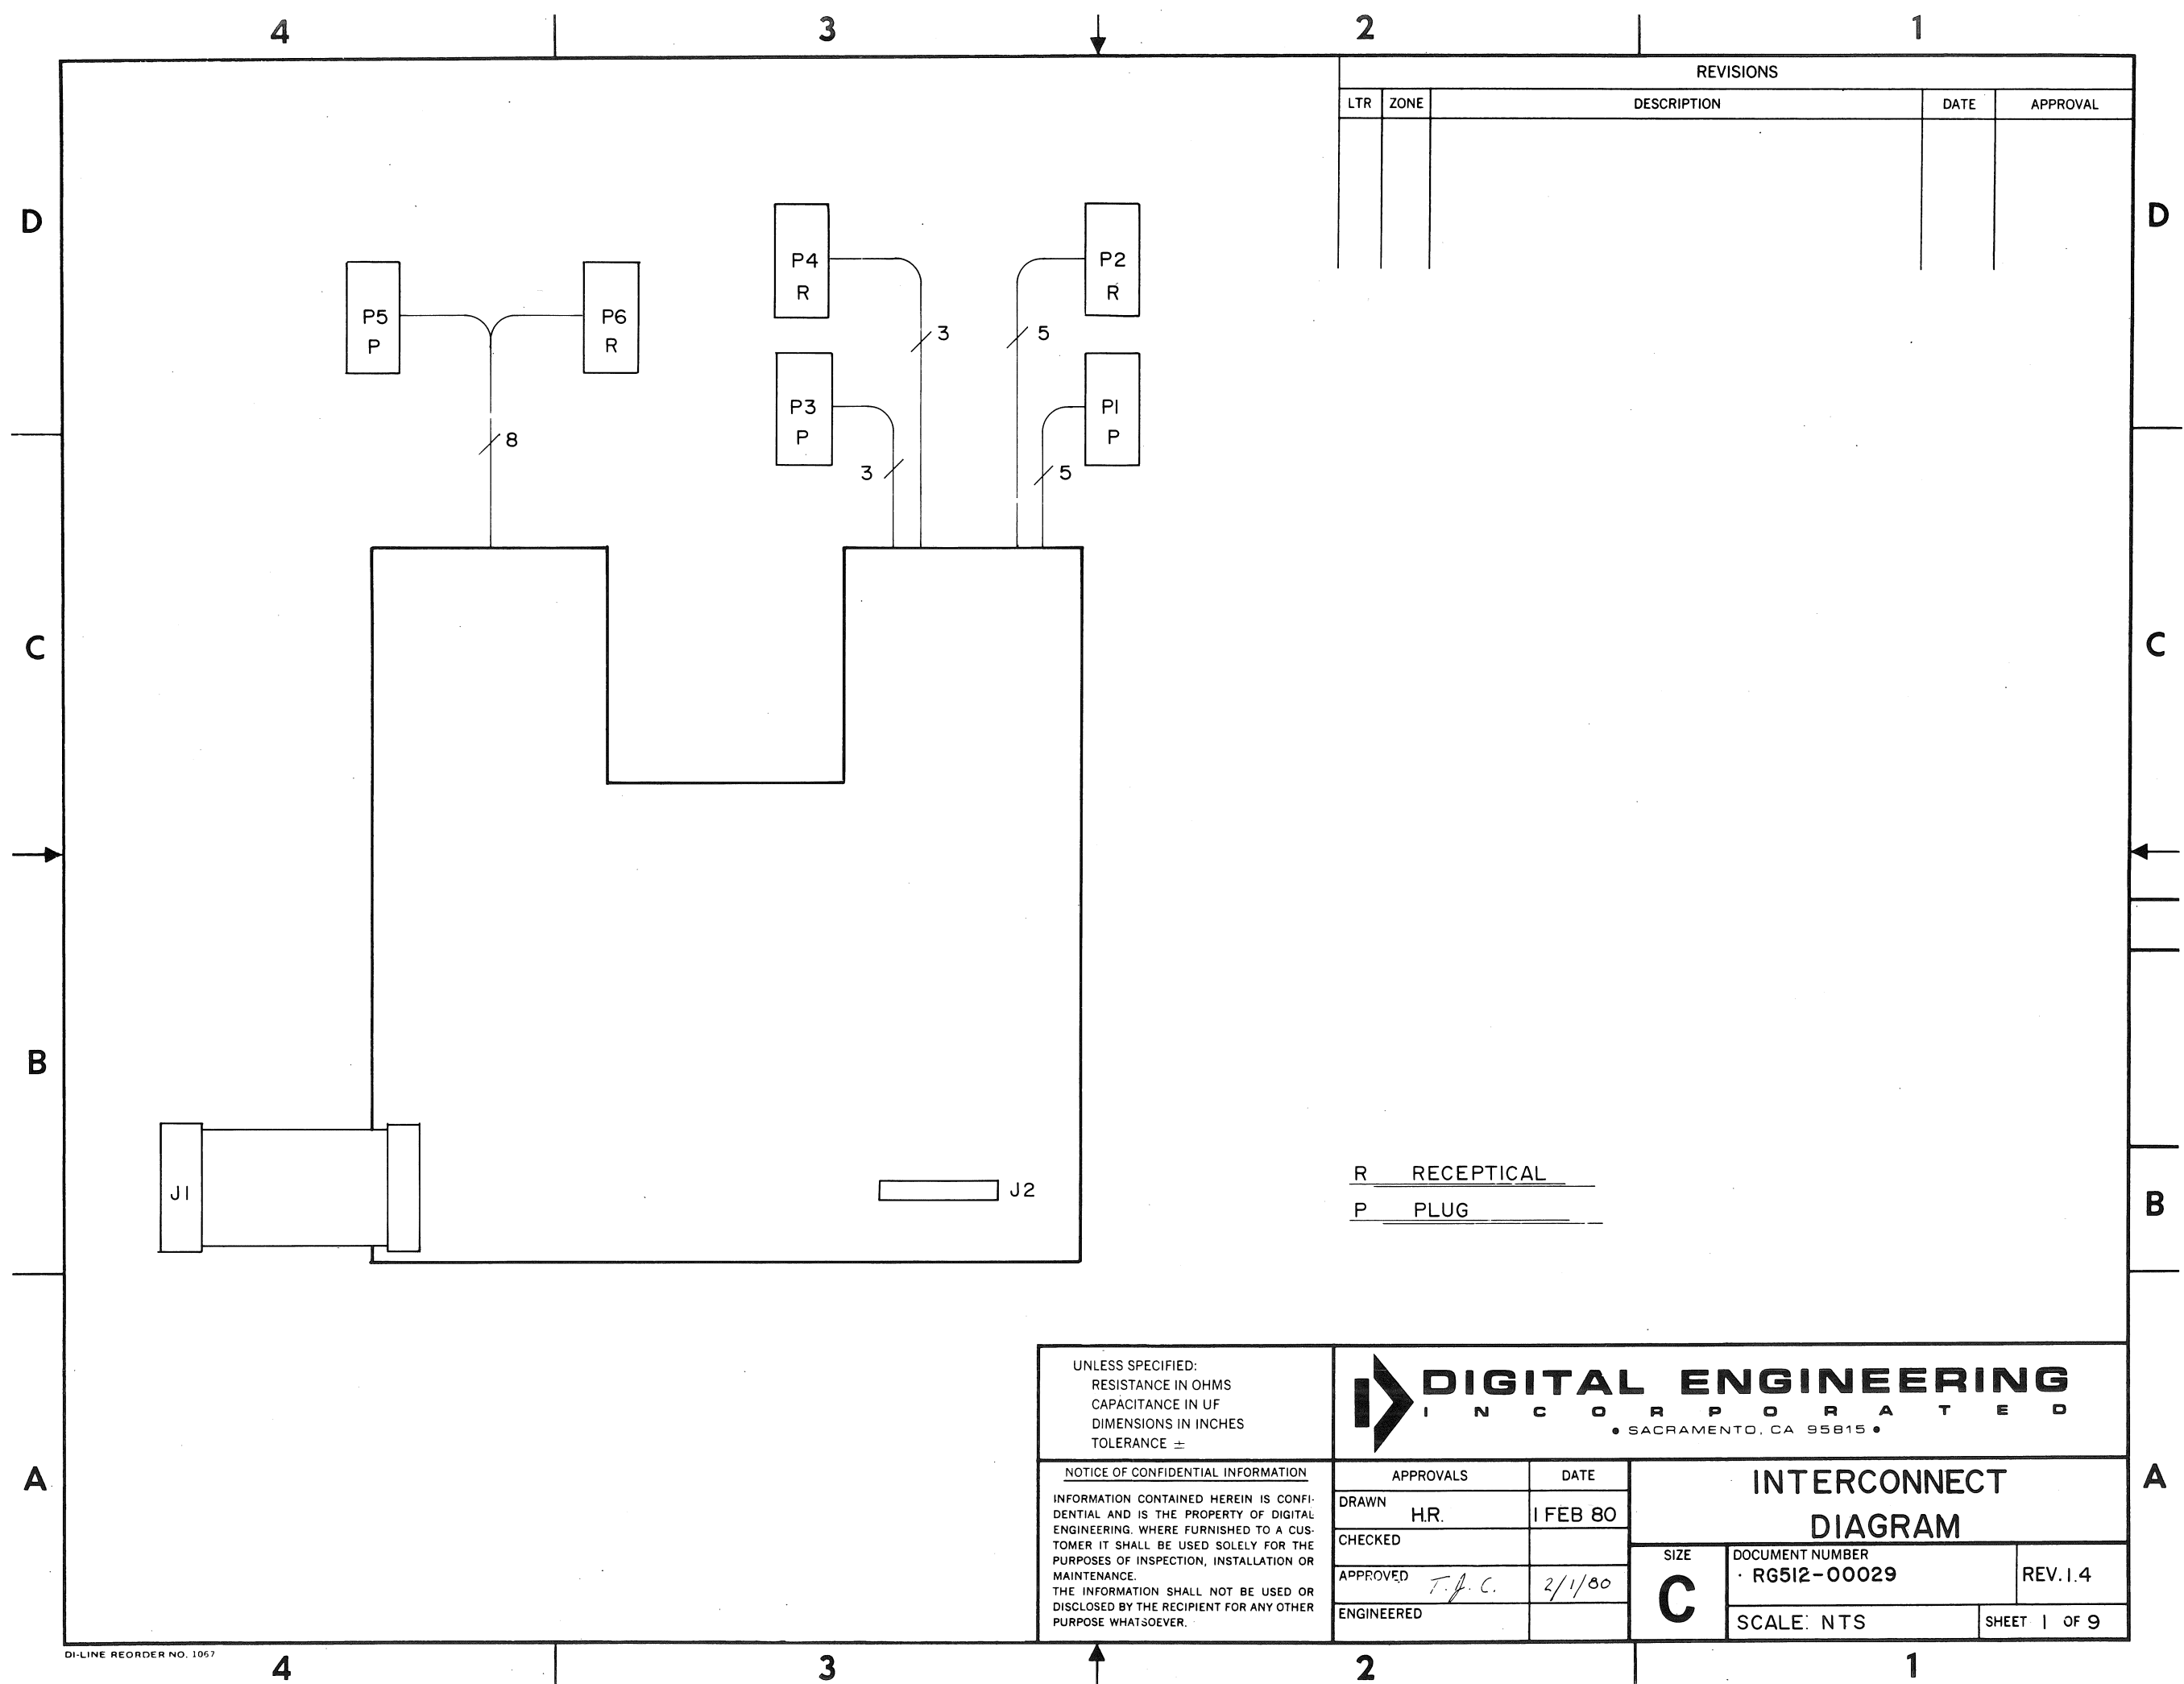 4 3 2 1
REVISIONS
LTR ZONE DESCRIPTION DATE APPROVAL
D D
P4
R
P2
R
P5
P
P6
R
3 5
P3
P
P1
P
8
3 5
C C
B
J1
J2
R RECEPTICAL
P PLUG
B
UNLESS SPECIFIED:
RESISTANCE IN OHMS
CAPACITANCE IN UF
DIMENSIONS IN INCHES
TOLERANCE ±
DIGITAL ENGINEERING
INCORPORATED
• SACRAMENTO, CA 95815 •
A A
NOTICE OF CONFIDENTIAL INFORMATION
INFORMATION CONTAINED HEREIN IS CONFI-
DENTIAL AND IS THE PROPERTY OF DIGITAL
ENGINEERING. WHERE FURNISHED TO A CUS-
TOMER IT SHALL BE USED SOLELY FOR THE
PURPOSES OF INSPECTION, INSTALLATION OR
MAINTENANCE.
THE INFORMATION SHALL NOT BE USED OR
DISCLOSED BY THE RECIPIENT FOR ANY OTHER
PURPOSE WHATSOEVER.
APPROVALS DATE
DRAWN H.R. 1 FEB 80
CHECKED
APPROVED T.J.C. 2/1/80
ENGINEERED
INTERCONNECT
DIAGRAM
SIZE
C
DOCUMENT NUMBER
RG512-00029
REV. 1.4
SCALE: NTS
SHEET 1 OF 9
DI-LINE REORDER NO. 1067
4 3 2 1